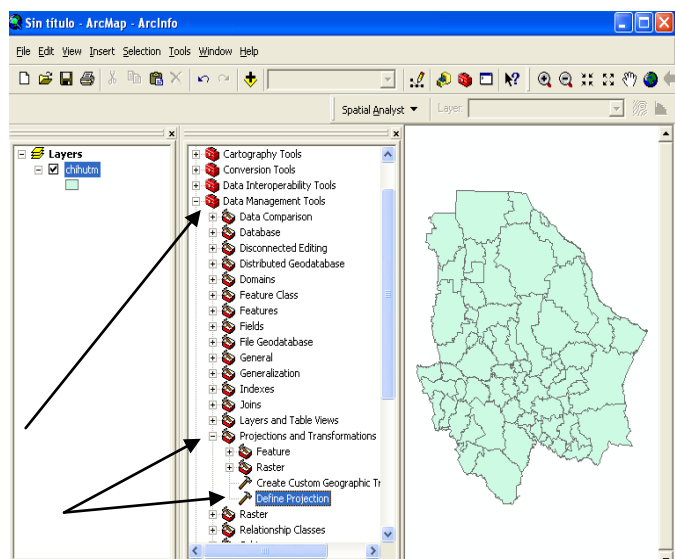 Sin título - ArcMap - ArcInfo
File Edit View Insert Selection Tools Window Help
Spatial Analyst Layer:
Layers
chihutm
Cartography Tools
Conversion Tools
Data Interoperability Tools
Data Management Tools
Data Comparison
Database
Disconnected Editing
Distributed Geodatabase
Domains
Feature Class
Features
Fields
File Geodatabase
General
Generalization
Indexes
Joins
Layers and Table Views
Projections and Transformations
Feature
Raster
Create Custom Geographic Tr
Define Projection
Raster
Relationship Classes